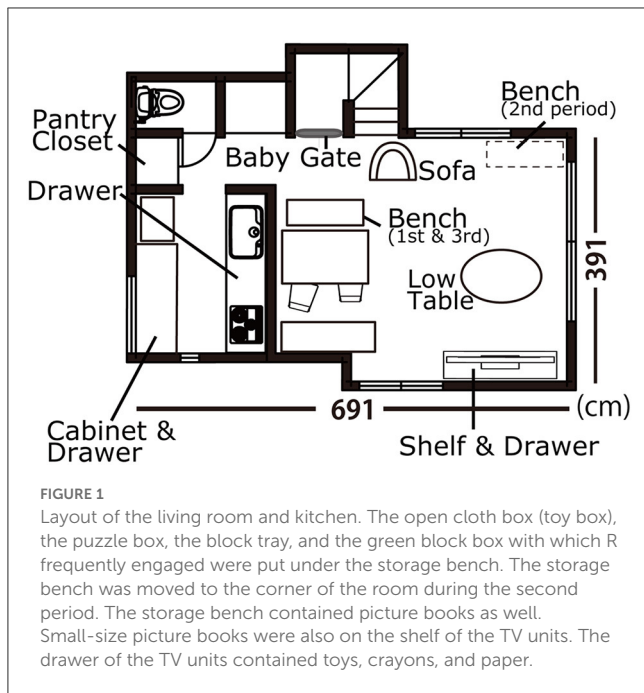 Pantry
Closet
Drawer
Baby Gate
Sofa
Bench
(2nd period)
Bench
(1st & 3rd)
Low
Table
391
691
(cm)
Cabinet &
Drawer
Shelf & Drawer
FIGURE 1
Layout of the living room and kitchen. The open cloth box (toy box),
the puzzle box, the block tray, and the green block box with which R
frequently engaged were put under the storage bench. The storage
bench was moved to the corner of the room during the second
period. The storage bench contained picture books as well.
Small-size picture books were also on the shelf of the TV units. The
drawer of the TV units contained toys, crayons, and paper.